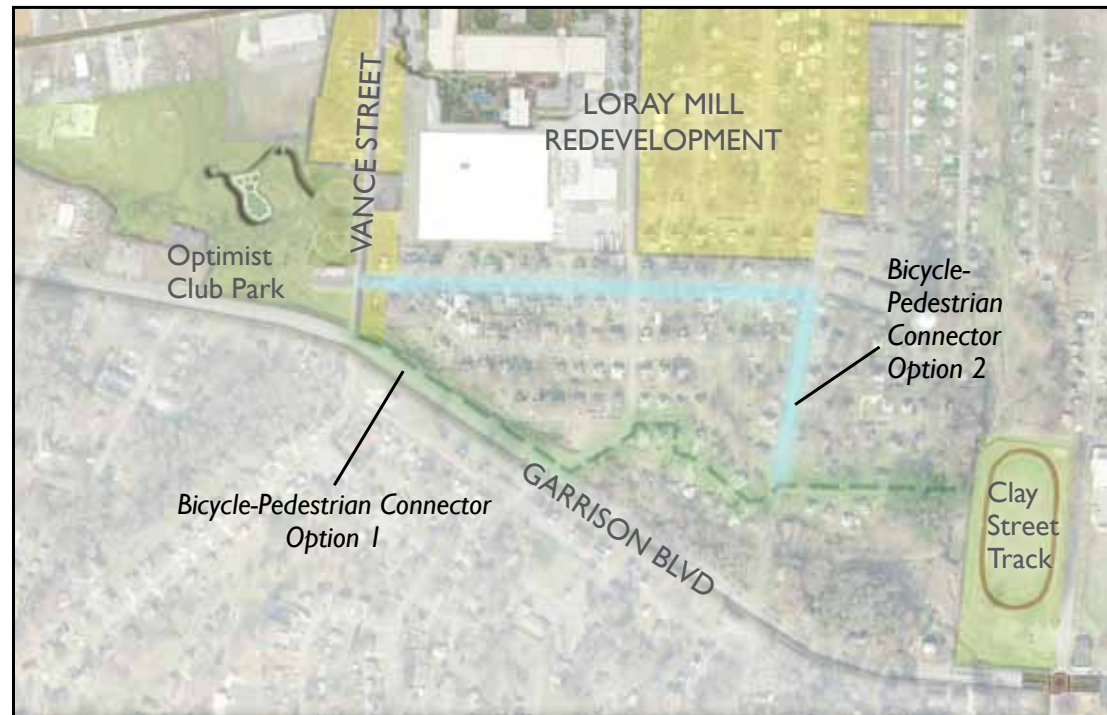 VANCE STREET
LORAY MILL
REDEVELOPMENT
Optimist
Club Park
Bicycle-
Pedestrian
Connector
Option 2
Bicycle-Pedestrian Connector
Option 1
GARRISON BLVD
Clay
Street
Track